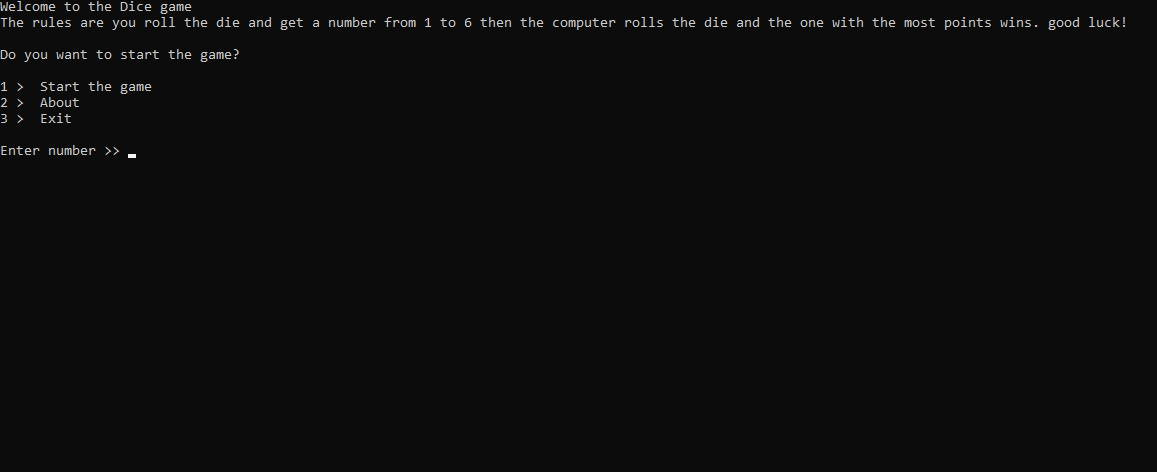 Welcome to the Dice game
The rules are you roll the die and get a number from 1 to 6 then the computer rolls the die and the one with the most points wins. good luck!
Do you want to start the game?
1 >  Start the game
2 >  About
3 >  Exit
Enter number >>